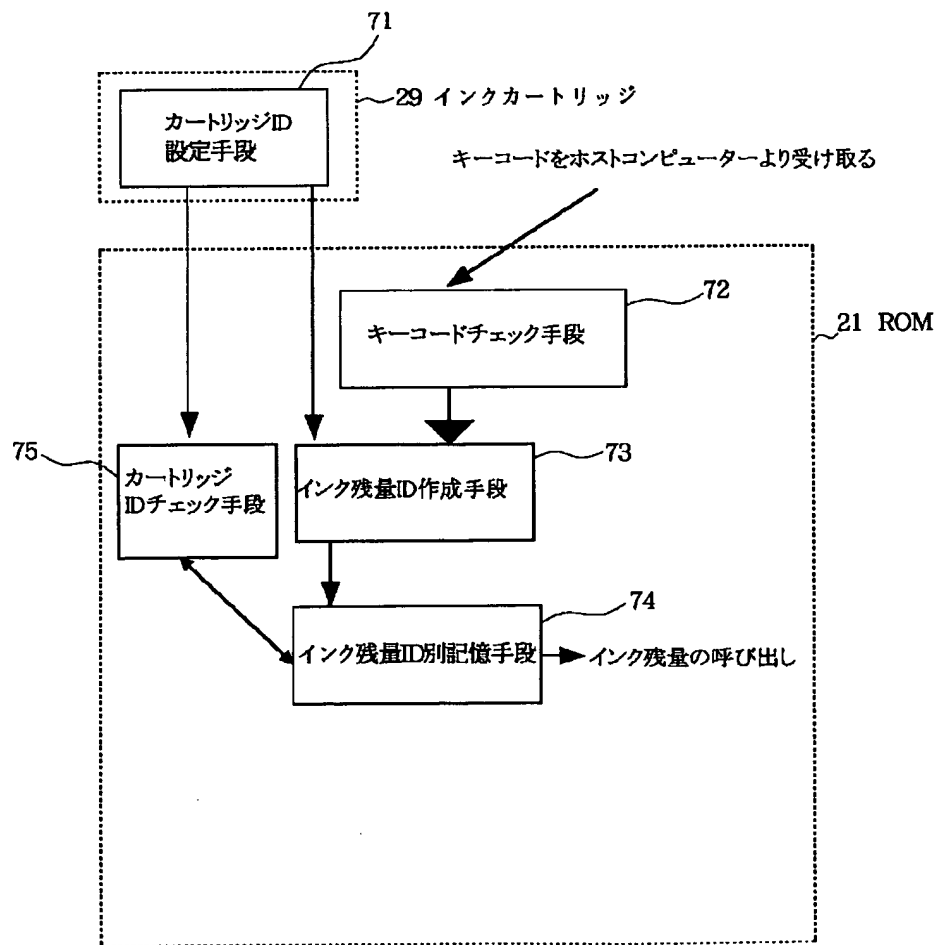 71
29 インクカートリッジ
カートリッジID
設定手段
キーコードをホストコンピューターより受け取る
72
21 ROM
キーコードチェック手段
75
73
カートリッジ
IDチェック手段
インク残量ID作成手段
74
インク残量ID別記憶手段
インク残量の呼び出し